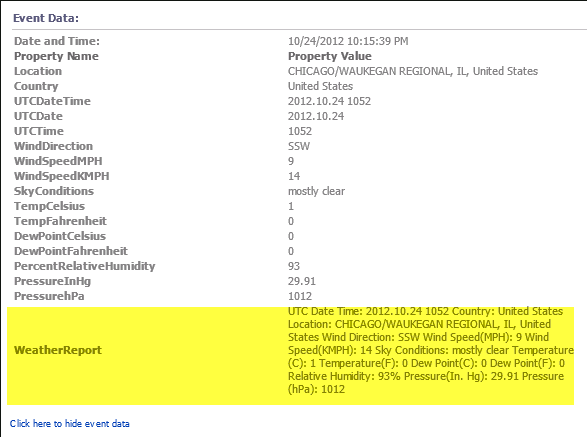 Event Data:
Date and Time: 10/24/2012 10:15:39 PM
Property Name Property Value
Location CHICAGO/WAUKEGAN REGIONAL, IL, United States
Country United States
UTCDateTime 2012.10.24 1052
UTCDate 2012.10.24
UTCTime 1052
WindDirection SSW
WindSpeedMPH 9
WindSpeedKMPH 14
SkyConditions mostly clear
TempCelsius 1
TempFahrenheit 0
DewPointCelsius 0
DewPointFahrenheit 0
PercentRelativeHumidity 93
PressureInHg 29.91
PressurehPa 1012
WeatherReport
UTC Date Time: 2012.10.24 1052 Country: United States
Location: CHICAGO/WAUKEGAN REGIONAL, IL, United
States Wind Direction: SSW Wind Speed(MPH): 9 Wind
Speed(KMPH): 14 Sky Conditions: mostly clear Temperature
(C): 1 Temperature(F): 0 Dew Point(C): 0 Dew Point(F): 0
Relative Humidity: 93% Pressure(In. Hg): 29.91 Pressure
(hPa): 1012
Click here to hide event data